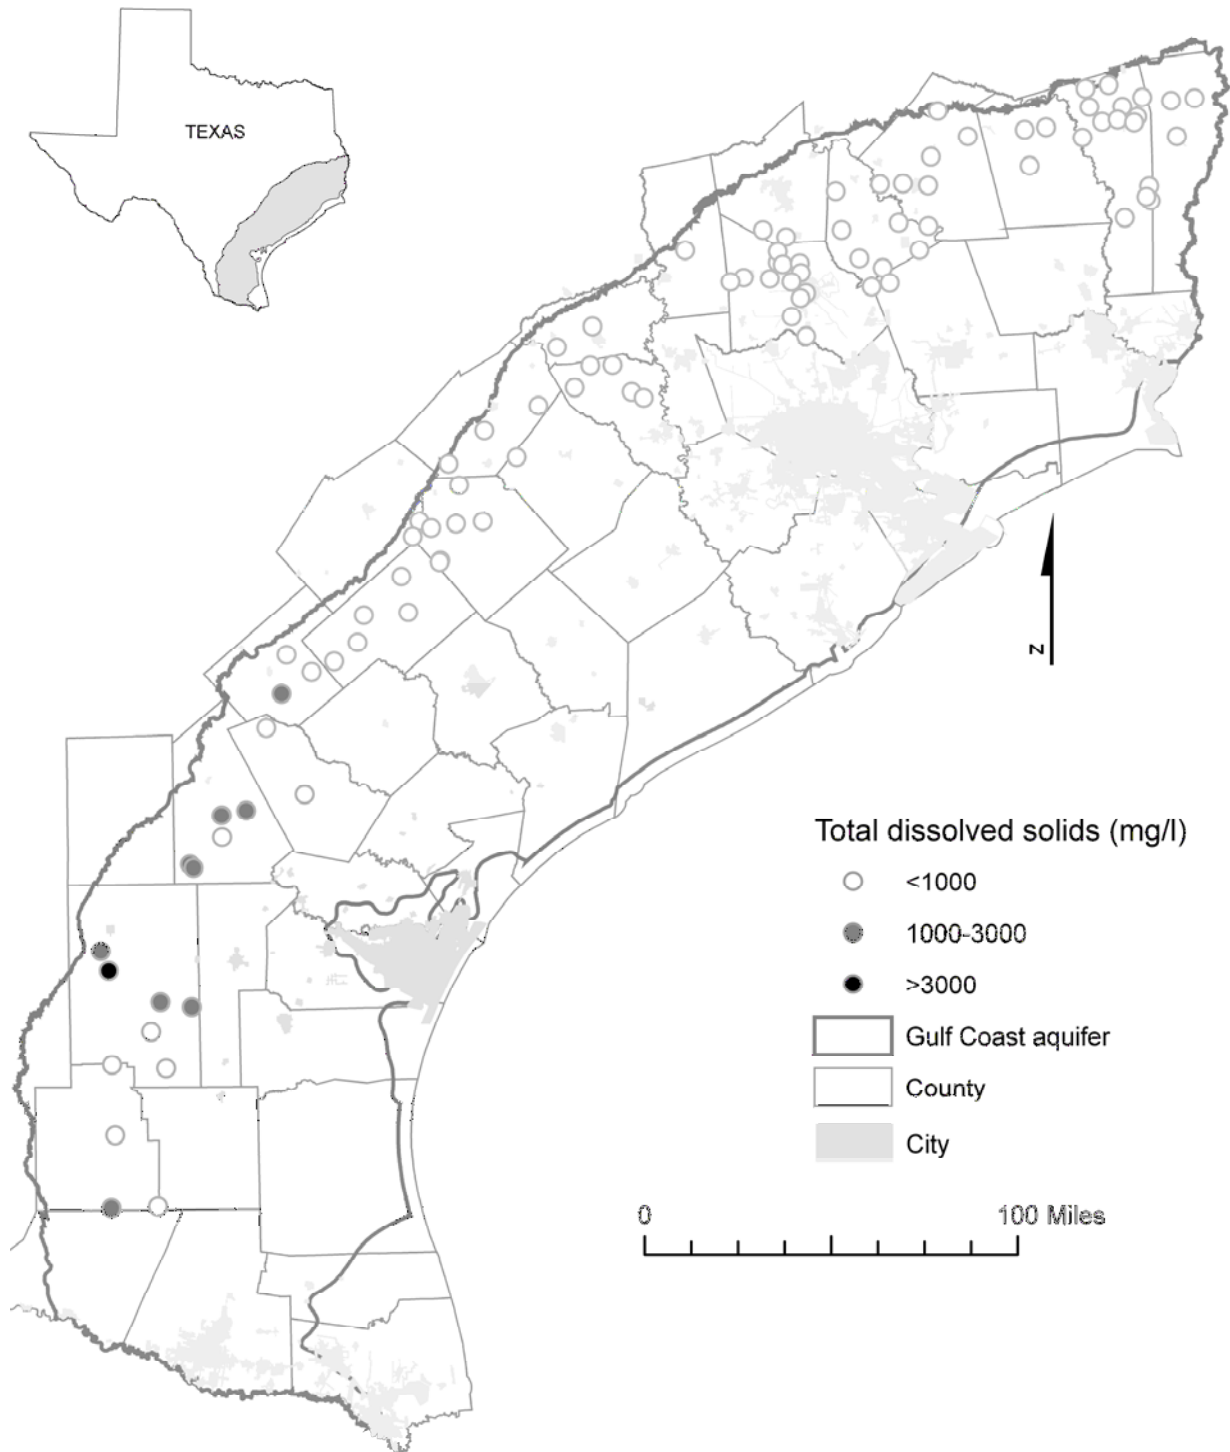 TEXAS
N
Total dissolved solids (mg/l)
<1000
1000-3000
>3000
Gulf Coast aquifer
County
City
0 100 Miles